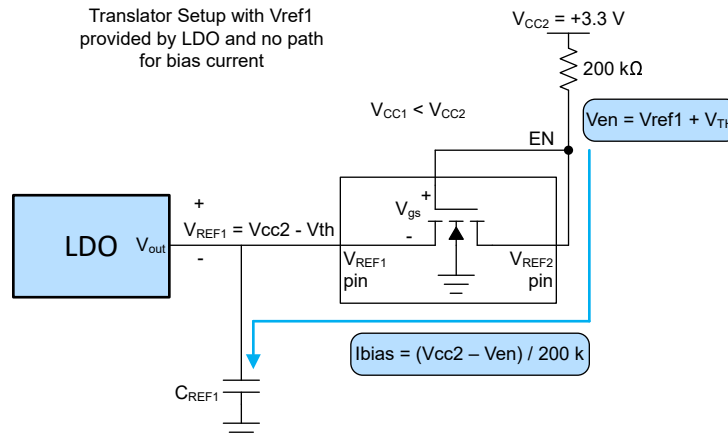 Translator Setup with Vref1
provided by LDO and no path
for bias current
VCC2 = +3.3 V
200 kΩ
VCC1 < VCC2
Ven = Vref1 + VTH
EN
+
+
Vgs
-
VREF1 = Vcc2 - Vth
LDO
Vout
-
VREF1
pin
VREF2
pin
Ibias = (Vcc2 – Ven) / 200 k
CREF1